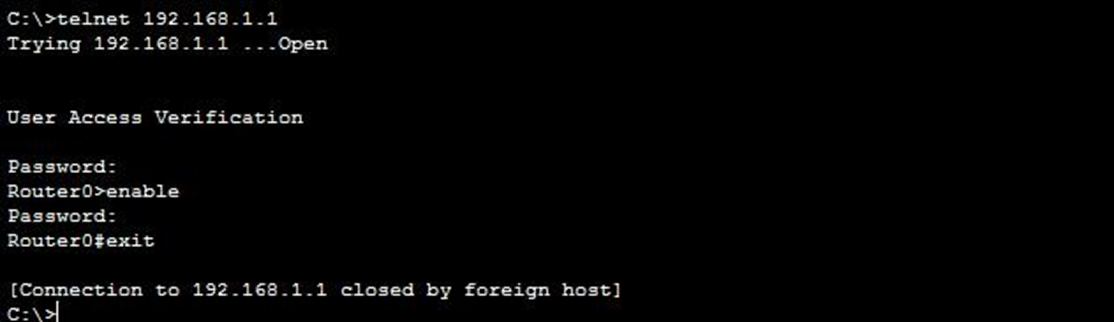 C:\>telnet 192.168.1.1
Trying 192.168.1.1 ...Open
User Access Verification
Password:
Router0>enable
Password:
Router0#exit
[Connection to 192.168.1.1 closed by foreign host]
C:\>